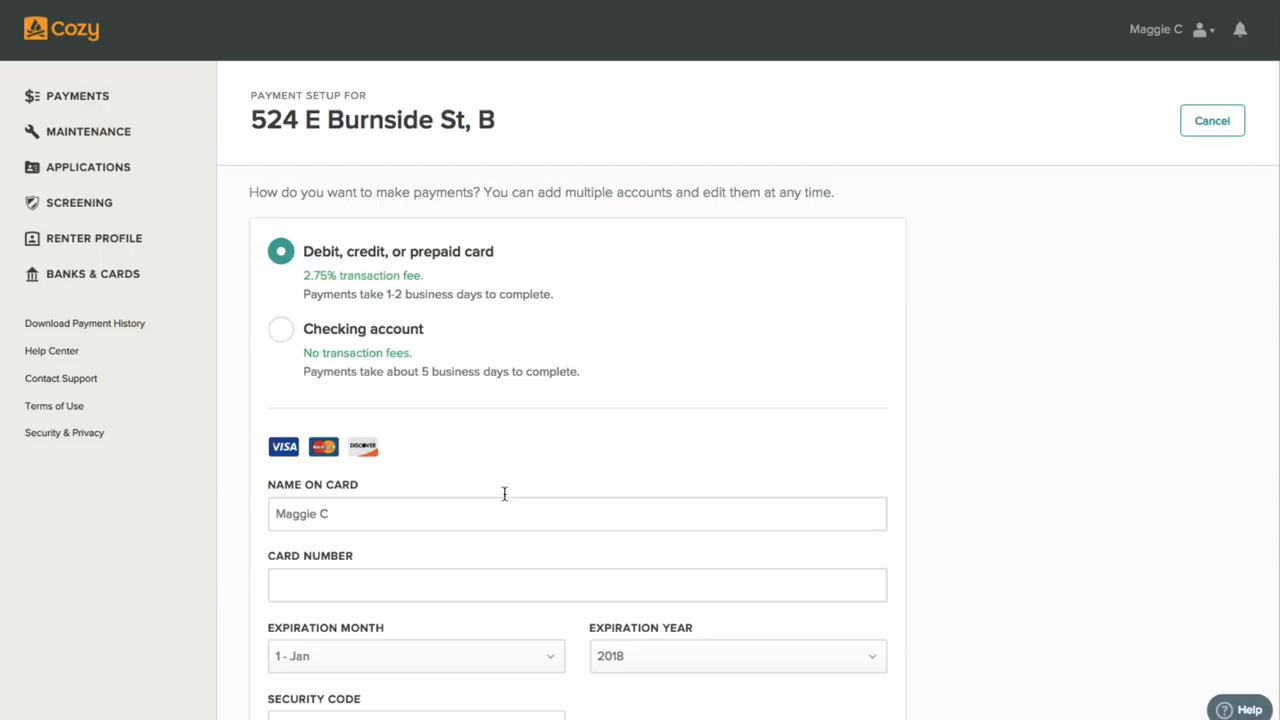 Cozy
Maggie C
PAYMENTS
MAINTENANCE
APPLICATIONS
SCREENING
RENTER PROFILE
BANKS & CARDS
Download Payment History
Help Center
Contact Support
Terms of Use
Security & Privacy
PAYMENT SETUP FOR
524 E Burnside St, B
Cancel
How do you want to make payments? You can add multiple accounts and edit them at any time.
Debit, credit, or prepaid card
2.75% transaction fee.
Payments take 1-2 business days to complete.
Checking account
No transaction fees.
Payments take about 5 business days to complete.
VISA
MasterCard
DISCOVER
NAME ON CARD
Maggie C
CARD NUMBER
EXPIRATION MONTH
EXPIRATION YEAR
1 - Jan
2018
SECURITY CODE
? Help